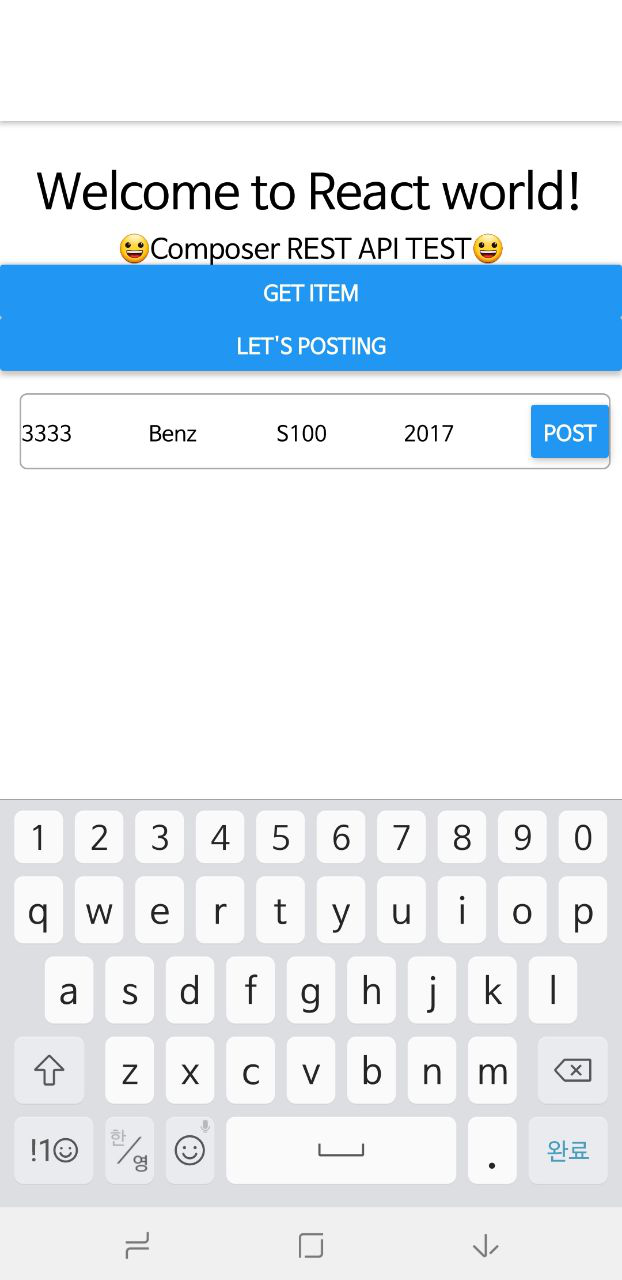 Welcome to React world!
😀Composer REST API TEST😀
GET ITEM
LET'S POSTING
3333 Benz S100 2017 POST
1 2 3 4 5 6 7 8 9 0
q w e r t y u i o p
a s d f g h j k l
z x c v b n m
!1☺ 한/영 . 완료